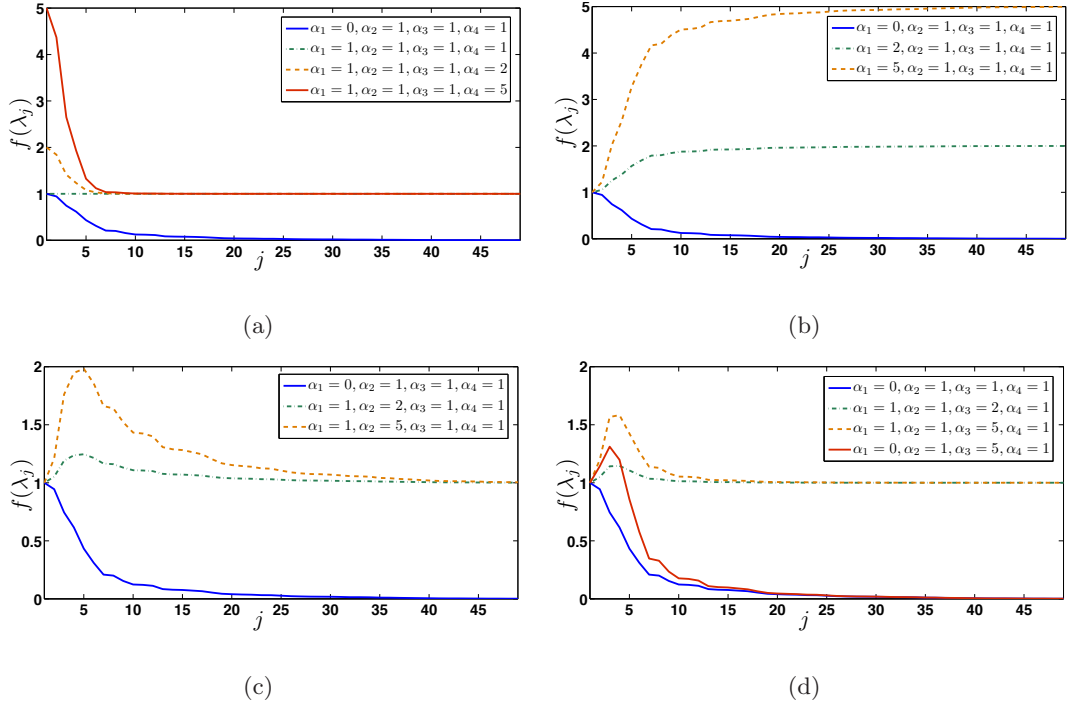 5
4
3
2
1
0
f(λ_j)
α₁ = 0, α₂ = 1, α₃ = 1, α₄ = 1
α₁ = 1, α₂ = 1, α₃ = 1, α₄ = 1
α₁ = 1, α₂ = 1, α₃ = 1, α₄ = 2
α₁ = 1, α₂ = 1, α₃ = 1, α₄ = 5
5 10 15 20 25 30 35 40 45
j
(a)
5
4
3
2
1
0
f(λ_j)
α₁ = 0, α₂ = 1, α₃ = 1, α₄ = 1
α₁ = 2, α₂ = 1, α₃ = 1, α₄ = 1
α₁ = 5, α₂ = 1, α₃ = 1, α₄ = 1
5 10 15 20 25 30 35 40 45
j
(b)
2
1.5
1
0.5
0
f(λ_j)
α₁ = 0, α₂ = 1, α₃ = 1, α₄ = 1
α₁ = 1, α₂ = 2, α₃ = 1, α₄ = 1
α₁ = 1, α₂ = 5, α₃ = 1, α₄ = 1
5 10 15 20 25 30 35 40 45
j
(c)
2
1.5
1
0.5
0
f(λ_j)
α₁ = 0, α₂ = 1, α₃ = 1, α₄ = 1
α₁ = 1, α₂ = 1, α₃ = 2, α₄ = 1
α₁ = 1, α₂ = 1, α₃ = 5, α₄ = 1
α₁ = 0, α₂ = 1, α₃ = 5, α₄ = 1
5 10 15 20 25 30 35 40 45
j
(d)